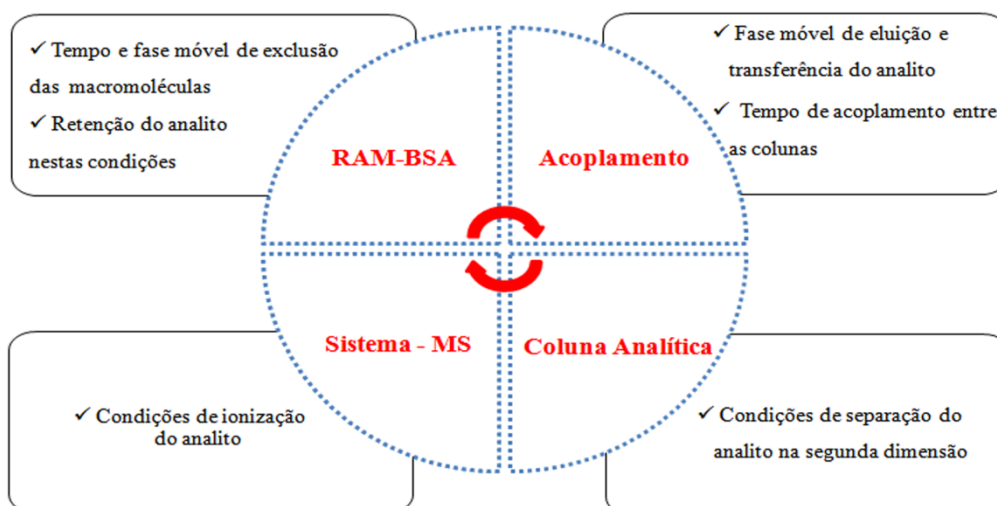 ✓ Tempo e fase móvel de exclusão
das macromoléculas
✓ Retenção do analito
nestas condições
✓ Fase móvel de eluição e
transferência do analito
✓ Tempo de acoplamento entre
as colunas
RAM-BSA
Acoplamento
Sistema - MS
Coluna Analítica
✓ Condições de ionização
do analito
✓ Condições de separação do
analito na segunda dimensão